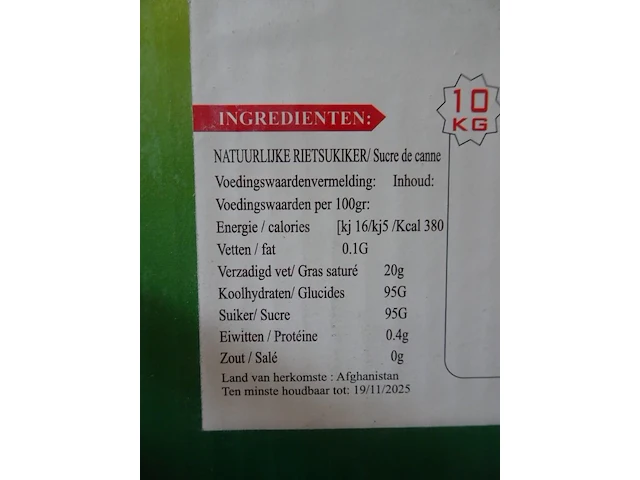 INGREDIENTEN:
10
KG
NATUURLIJKE RIETSUKIKER/ Sucre de canne
Voedingswaardenvermelding: Inhoud:
Voedingswaarden per 100gr:
Energie / calories [kj 16/kj5 /Kcal 380
Vetten / fat 0.1G
Verzadigd vet/ Gras saturé 20g
Koolhydraten/ Glucides 95G
Suiker/ Sucre 95G
Eiwitten / Protéine 0.4g
Zout / Salé 0g
Land van herkomste : Afghanistan
Ten minste houdbaar tot: 19/11/2025